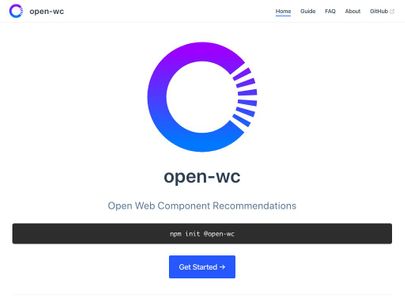 open-wc
Home Guide FAQ About GitHub
open-wc
Open Web Component Recommendations
npm init @open-wc
Get Started →